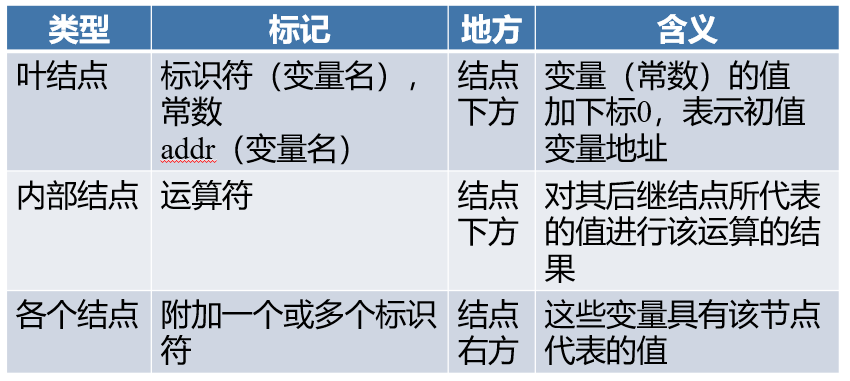 类型 标记 地方 含义
叶结点 标识符（变量名），常数 addr（变量名） 结点下方 变量（常数）的值 加下标0，表示初值 变量地址
内部结点 运算符 结点下方 对其后继结点所代表的值进行该运算的结果
各个结点 附加一个或多个标识符 结点右方 这些变量具有该节点代表的值